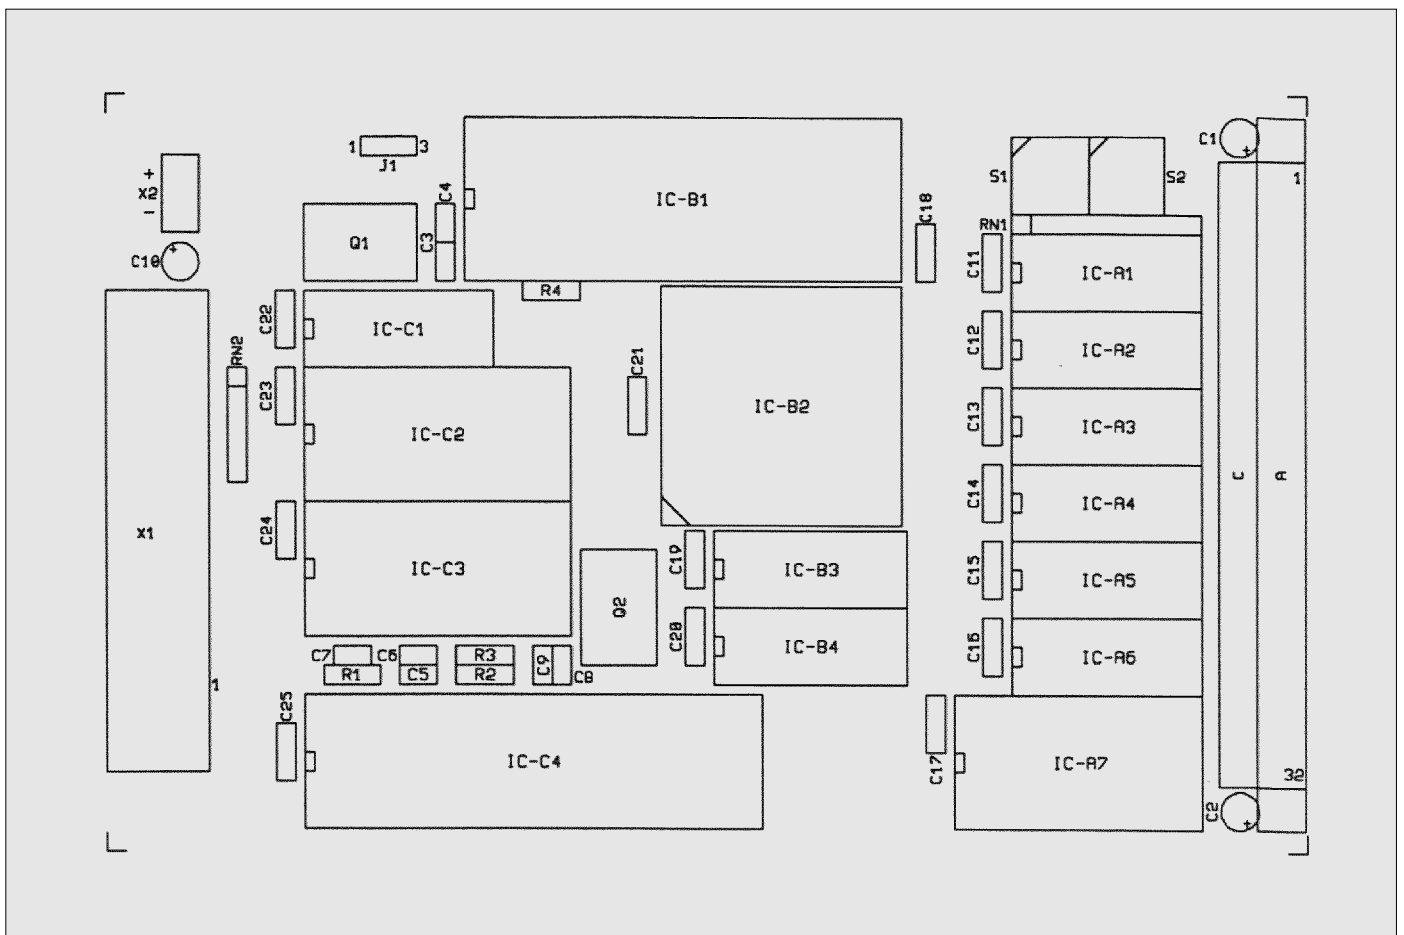 C1
+
1 3
J1
IC-B1
S1
S2
1
+
X2
-
C4
C18
RN1
Q1
C3
C10
+
C11
IC-A1
R4
C22
IC-C1
RN2
C21
C12
IC-A2
C23
IC-C2
IC-B2
C13
IC-A3
C
A
C14
IC-A4
X1
C24
IC-C3
C19
IC-B3
C15
IC-A5
Q2
C20
IC-B4
C16
IC-A6
C7
C6
R3
C9
R1
C5
R2
C8
1
C25
IC-C4
C17
IC-A7
32
C2
+